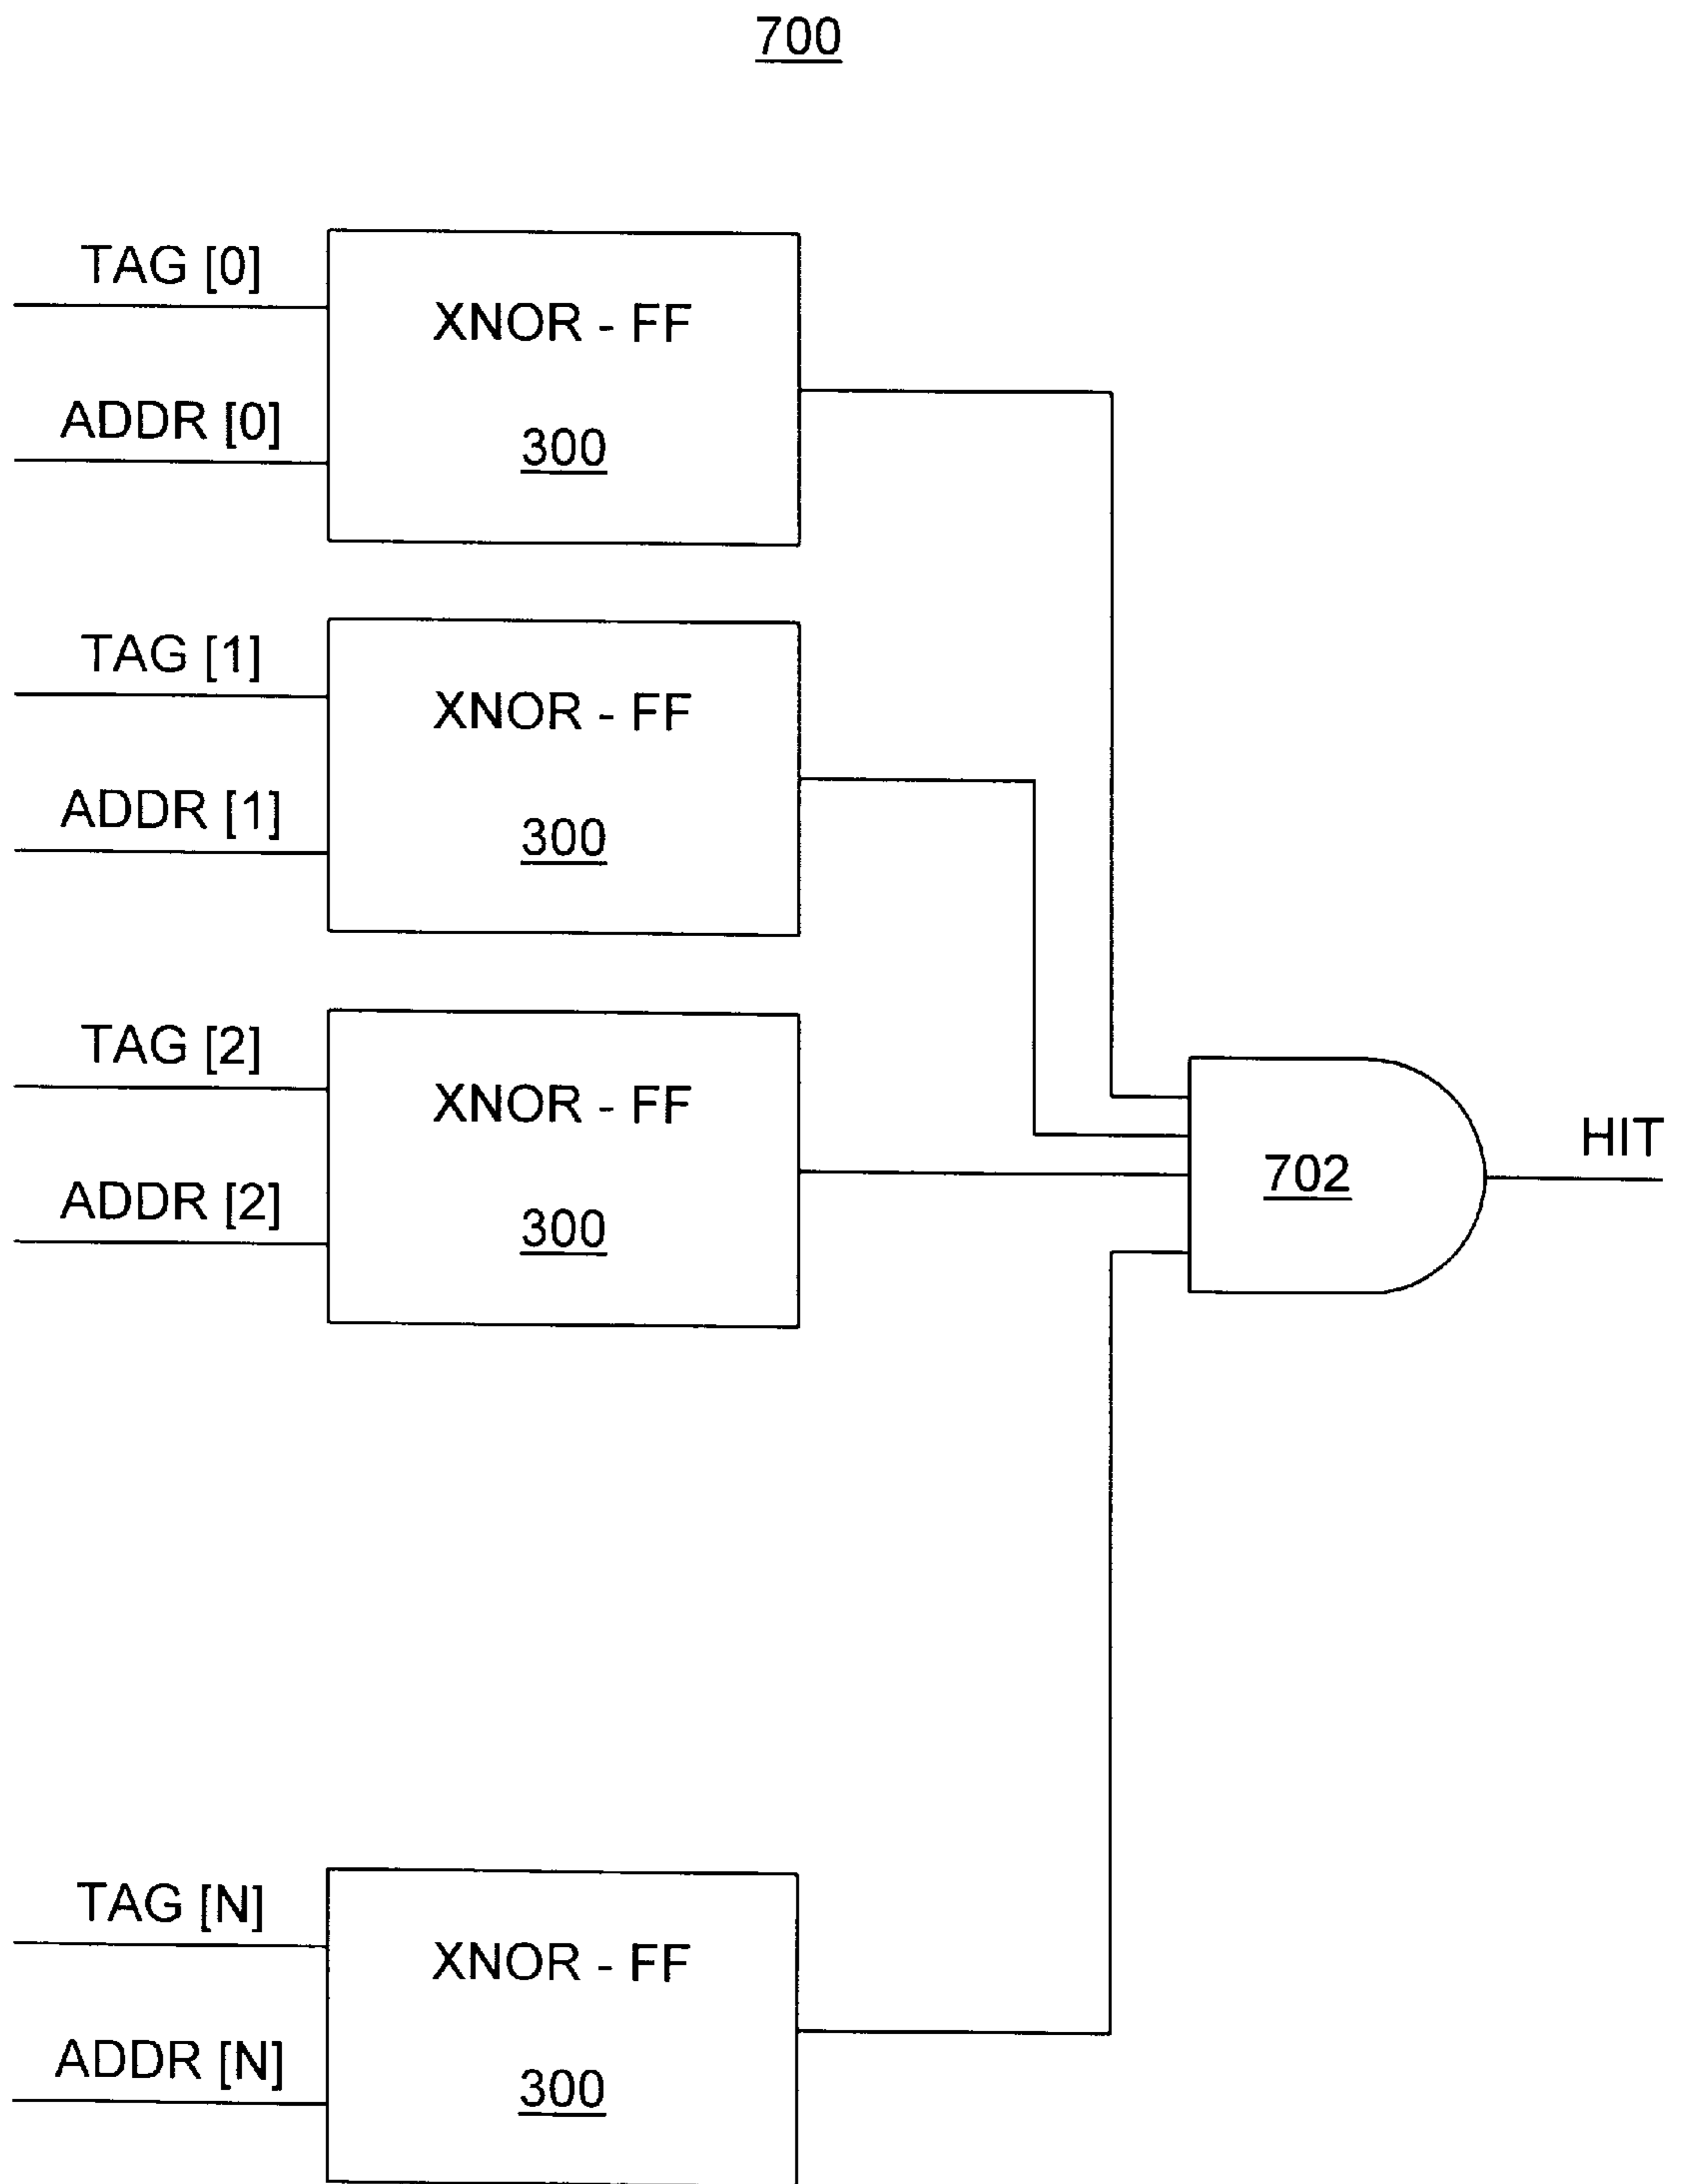 700
TAG [0]
XNOR - FF
ADDR [0]
300
TAG [1]
XNOR - FF
ADDR [1]
300
TAG [2]
XNOR - FF
ADDR [2]
300
HIT
702
TAG [N]
XNOR - FF
ADDR [N]
300